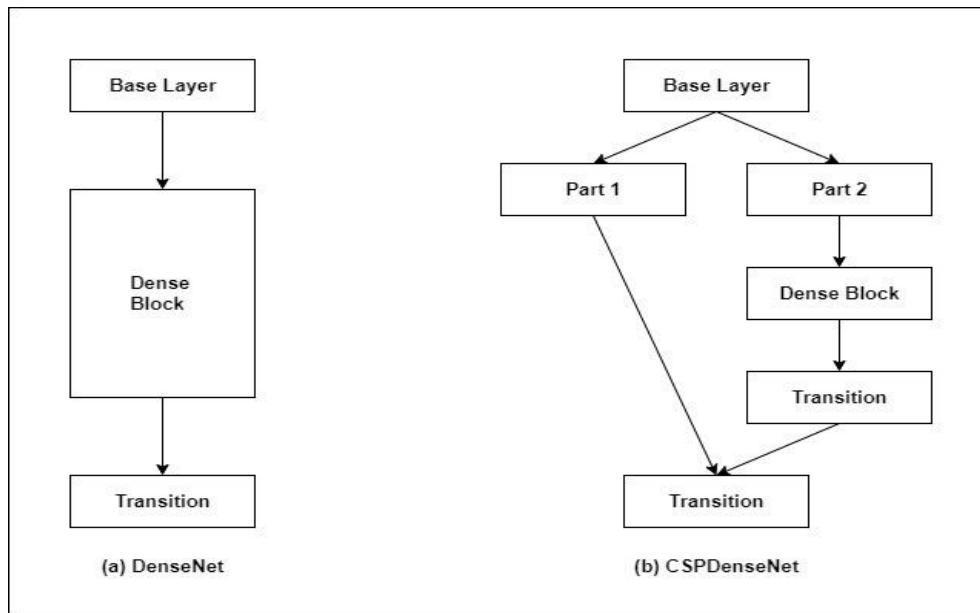 Base Layer
Dense
Block
Transition
(a) DenseNet
Base Layer
Part 1
Part 2
Dense Block
Transition
Transition
(b) CSPDenseNet